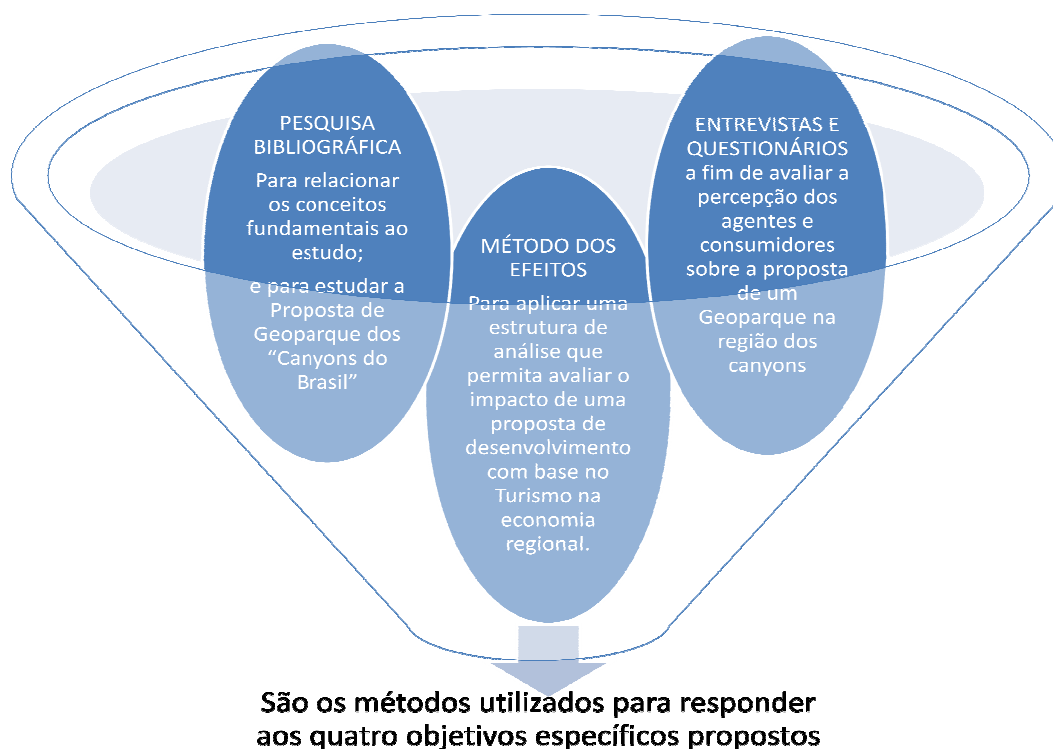 PESQUISA
BIBLIOGRÁFICA
Para relacionar
os conceitos
fundamentais ao
estudo;
e para estudar a
Proposta de
Geoparque dos
“Canyons do
Brasil”
MÉTODO DOS
EFEITOS
Para aplicar uma
estrutura de
análise que
permita avaliar o
impacto de uma
proposta de
desenvolvimento
com base no
Turismo na
economia
regional.
ENTREVISTAS E
QUESTIONÁRIOS
a fim de avaliar a
percepção dos
agentes e
consumidores
sobre a proposta
de um
Geoparque na
região dos
canyons
São os métodos utilizados para responder
aos quatro objetivos específicos propostos